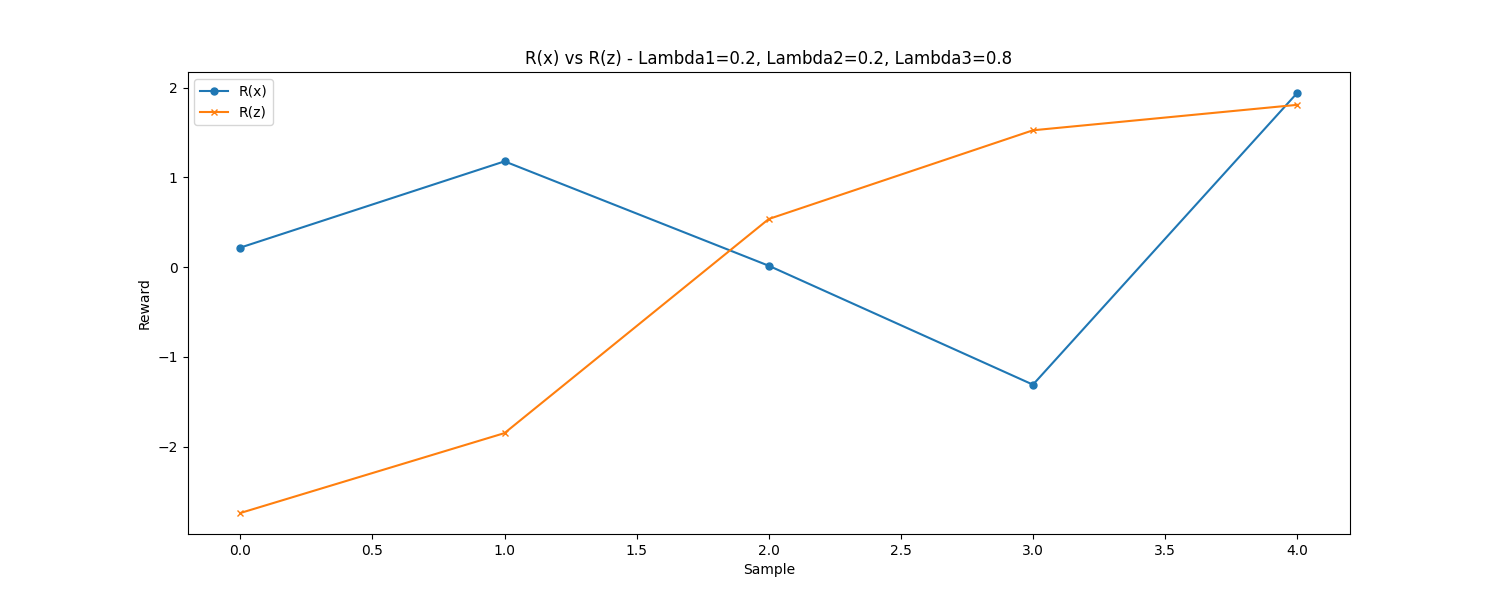 R(x) vs R(z) - Lambda1=0.2, Lambda2=0.2, Lambda3=0.8
R(x)
R(z)
2
1
0
−1
−2
Reward
0.0 0.5 1.0 1.5 2.0 2.5 3.0 3.5 4.0
Sample